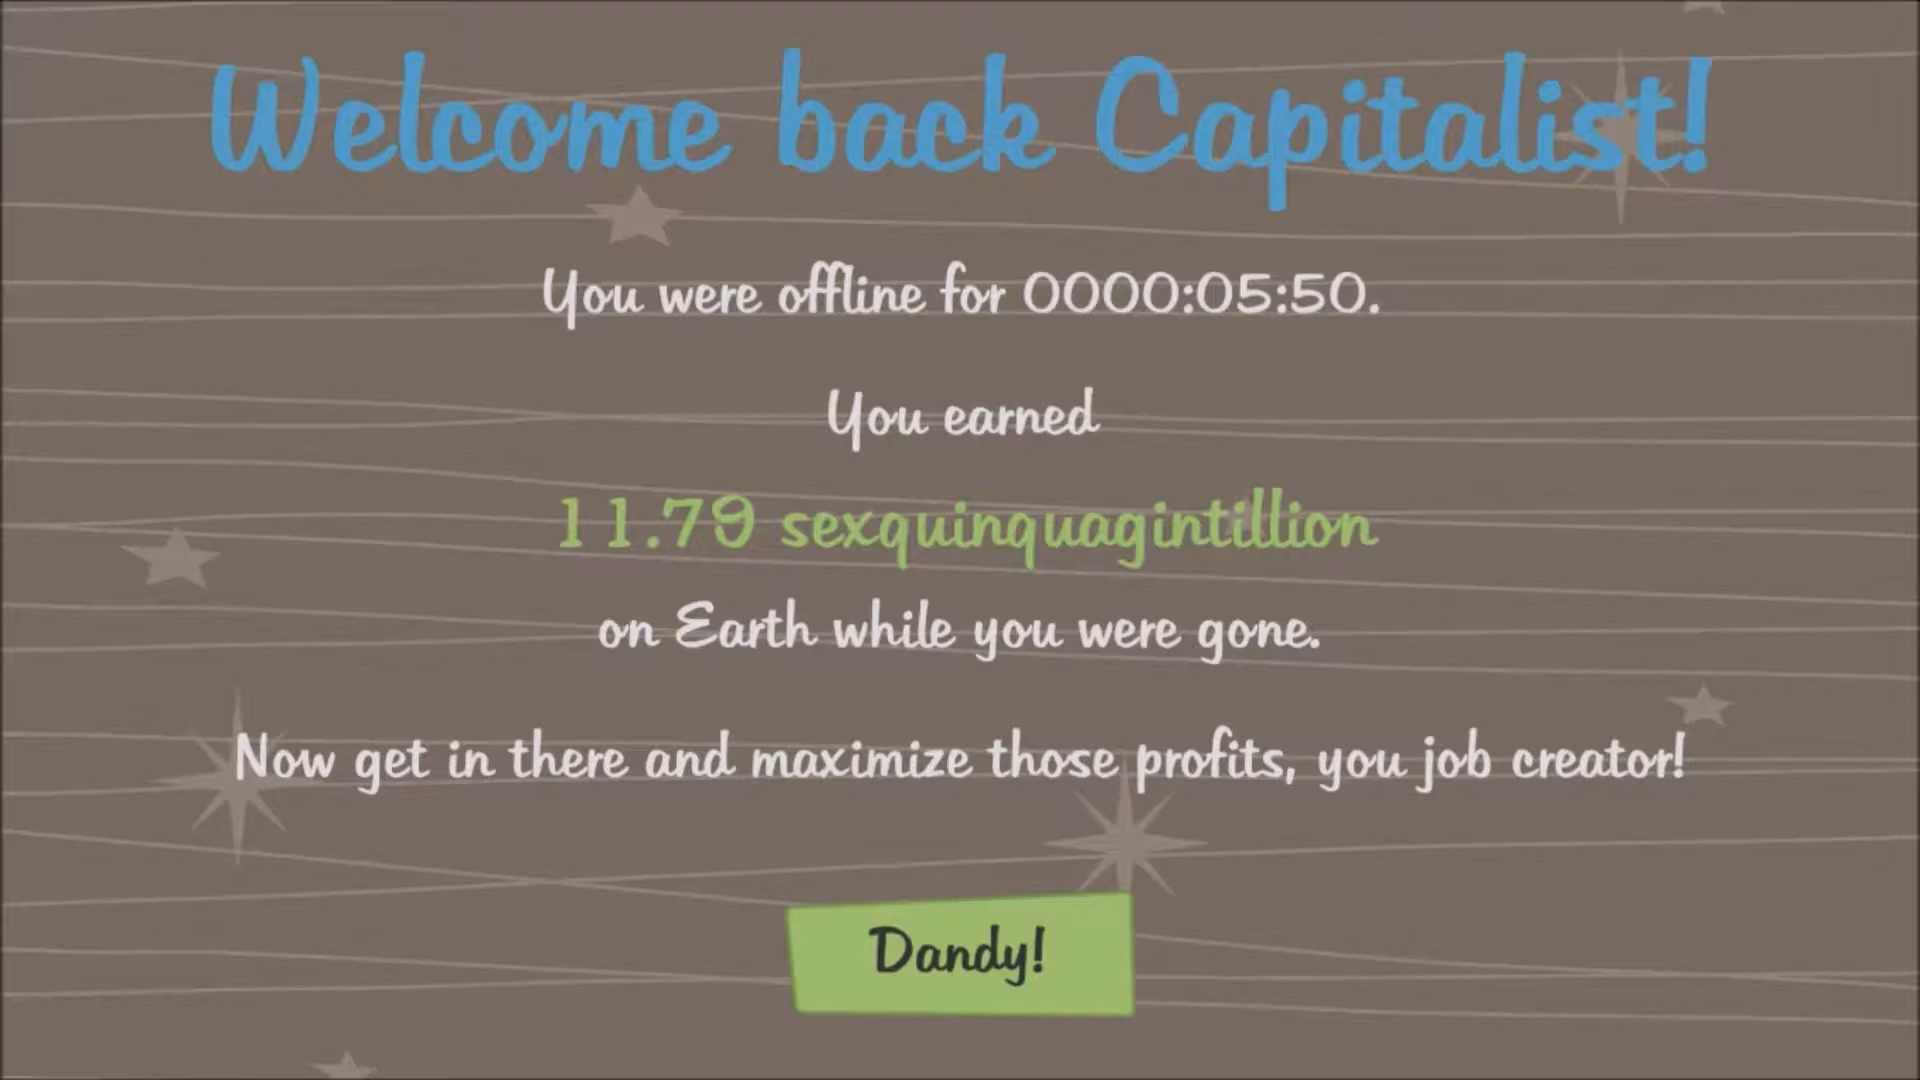 Welcome back Capitalist!
You were offline for 0000:05:50.
You earned
11.79 sexquinquagintillion
on Earth while you were gone.
Now get in there and maximize those profits, you job creator!
Dandy!